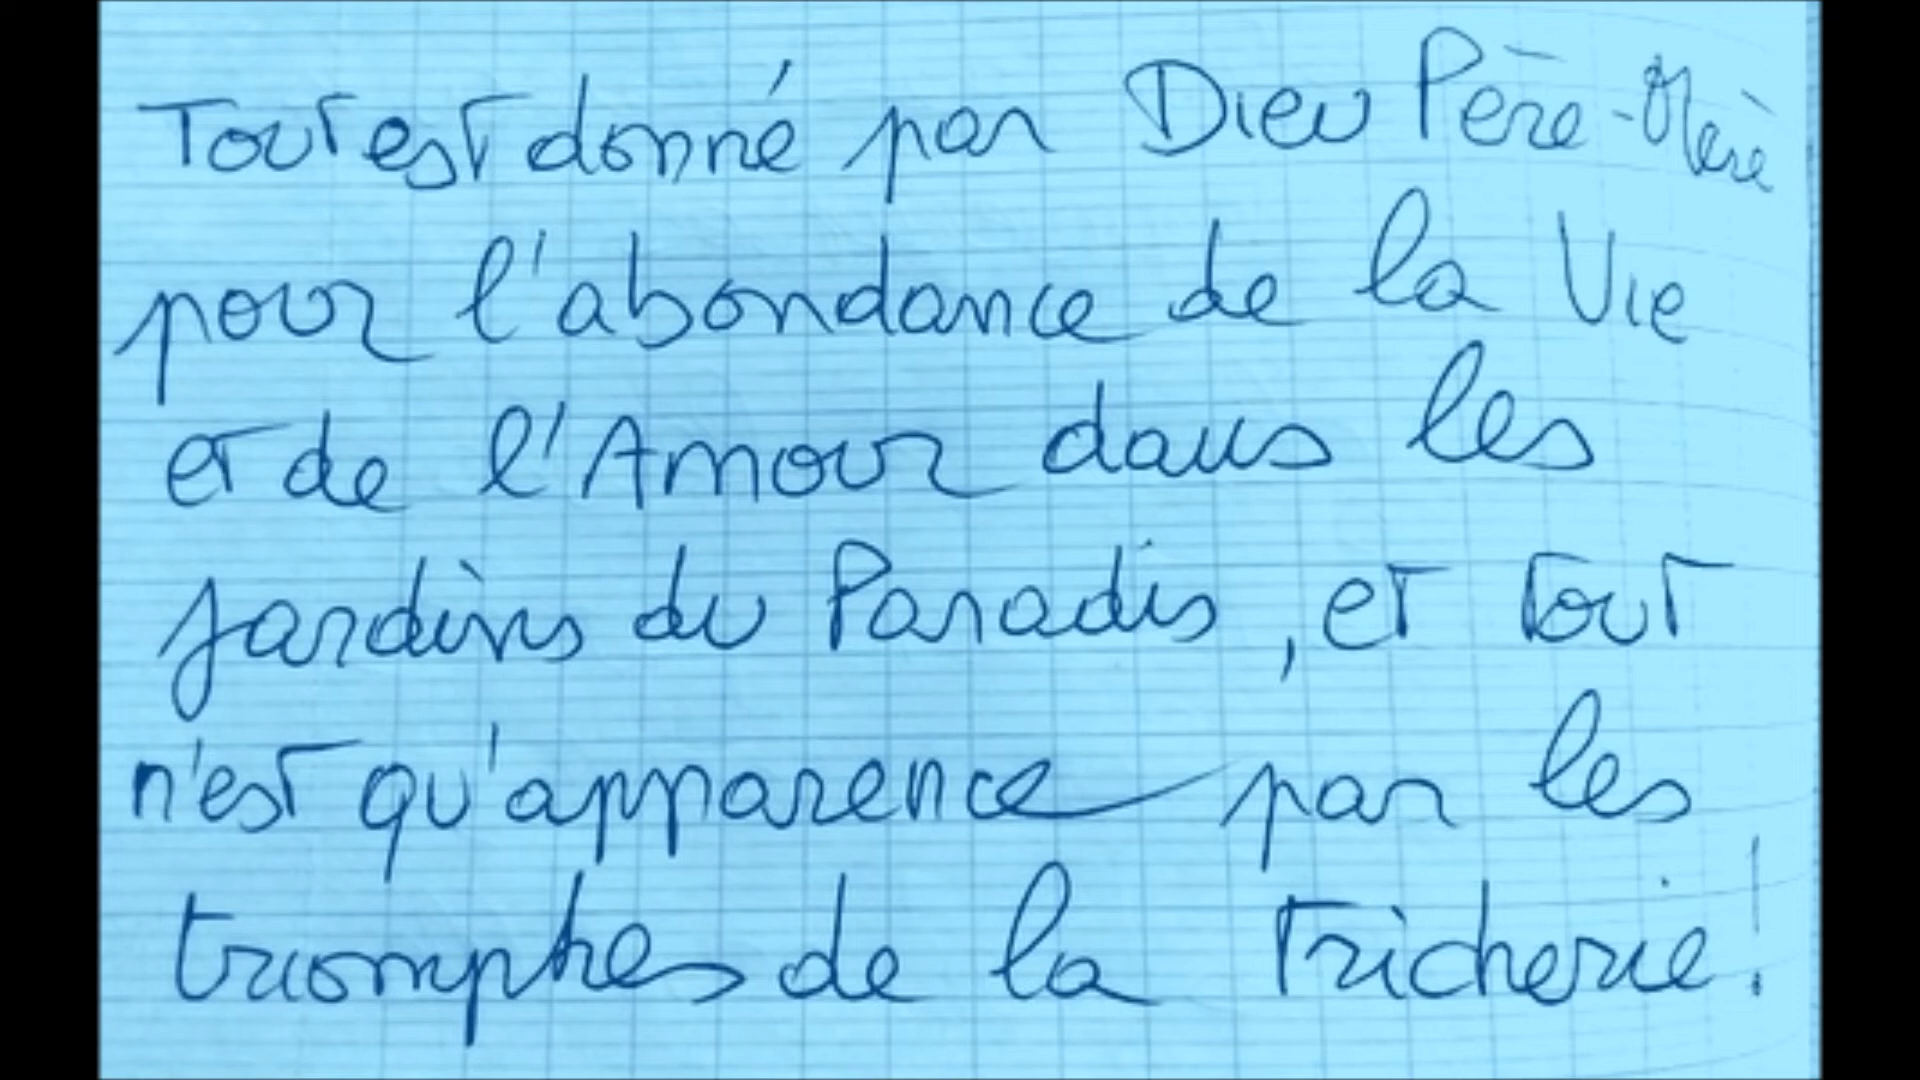 Tout est donné par Dieu Père-Mère
pour l'abondance de la Vie
et de l'Amour dans les
jardins du Paradis, et tout
n'est qu'apparence par les
triomphes de la tricherie!